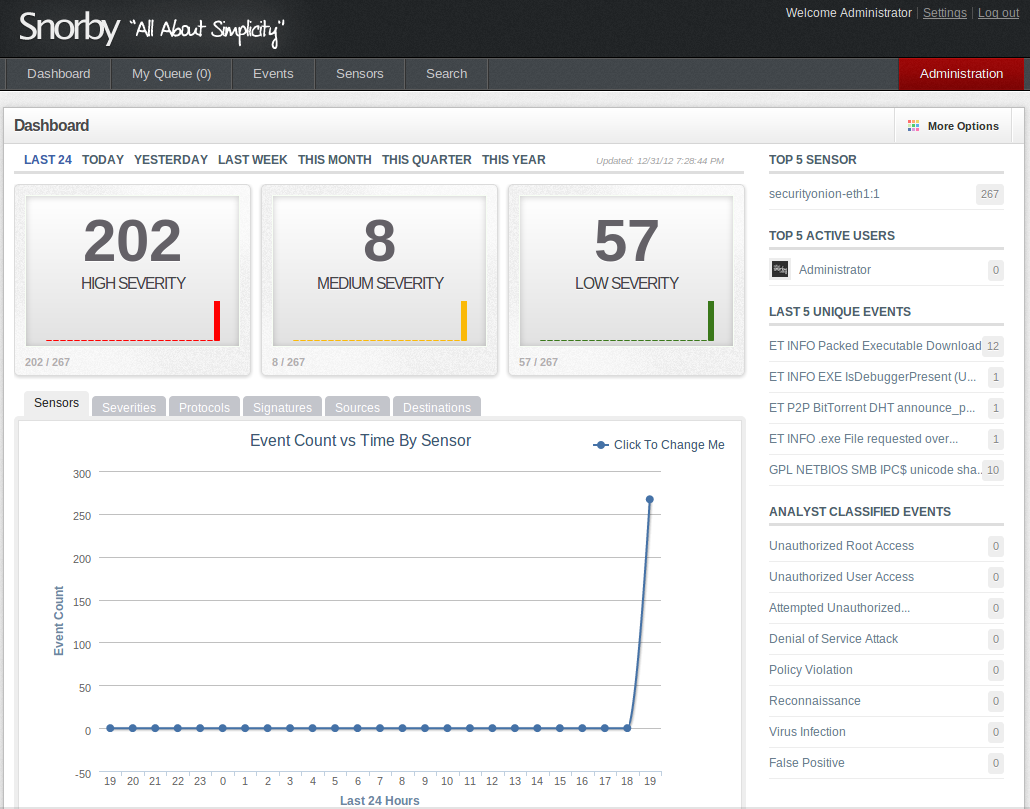 Snorby "All About Simplicity"
Welcome Administrator | Settings | Log out
Dashboard
My Queue (0)
Events
Sensors
Search
Administration
Dashboard
More Options
LAST 24 TODAY YESTERDAY LAST WEEK THIS MONTH THIS QUARTER THIS YEAR
Updated: 12/31/12 7:28:44 PM
202
HIGH SEVERITY
202 / 267
8
MEDIUM SEVERITY
8 / 267
57
LOW SEVERITY
57 / 267
Sensors
Severities
Protocols
Signatures
Sources
Destinations
Event Count vs Time By Sensor
Click To Change Me
300
250
200
150
100
50
0
-50
Event Count
19 20 21 22 23 0 1 2 3 4 5 6 7 8 9 10 11 12 13 14 15 16 17 18 19
Last 24 Hours
TOP 5 SENSOR
securityonion-eth1:1 267
TOP 5 ACTIVE USERS
Administrator 0
LAST 5 UNIQUE EVENTS
ET INFO Packed Executable Download 12
ET INFO EXE IsDebuggerPresent (U... 1
ET P2P BitTorrent DHT announce_p... 1
ET INFO .exe File requested over... 1
GPL NETBIOS SMB IPC$ unicode sha... 10
ANALYST CLASSIFIED EVENTS
Unauthorized Root Access 0
Unauthorized User Access 0
Attempted Unauthorized... 0
Denial of Service Attack 0
Policy Violation 0
Reconnaissance 0
Virus Infection 0
False Positive 0